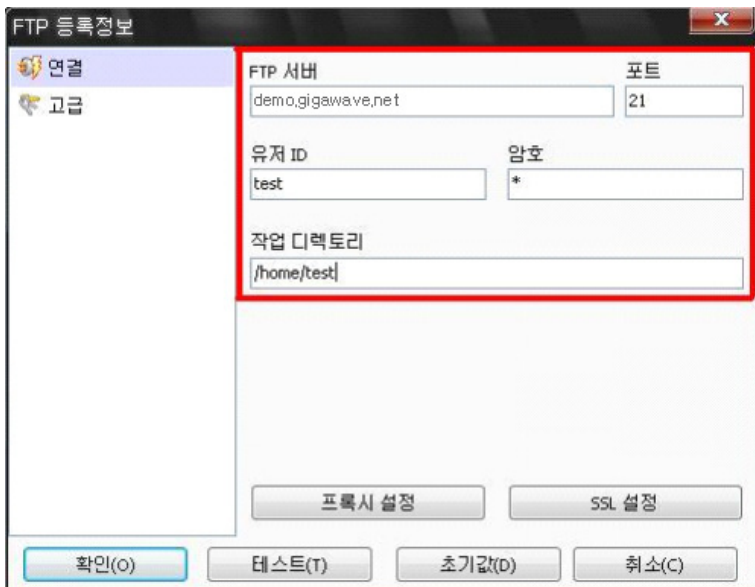 FTP 등록정보
연결
고급
FTP 서버 포트
demo,gigawave,net 21
유저 ID 암호
test *
작업 디렉토리
/home/test
프록시 설정 SSL 설정
확인(O) 테스트(T) 초기값(D) 취소(C)